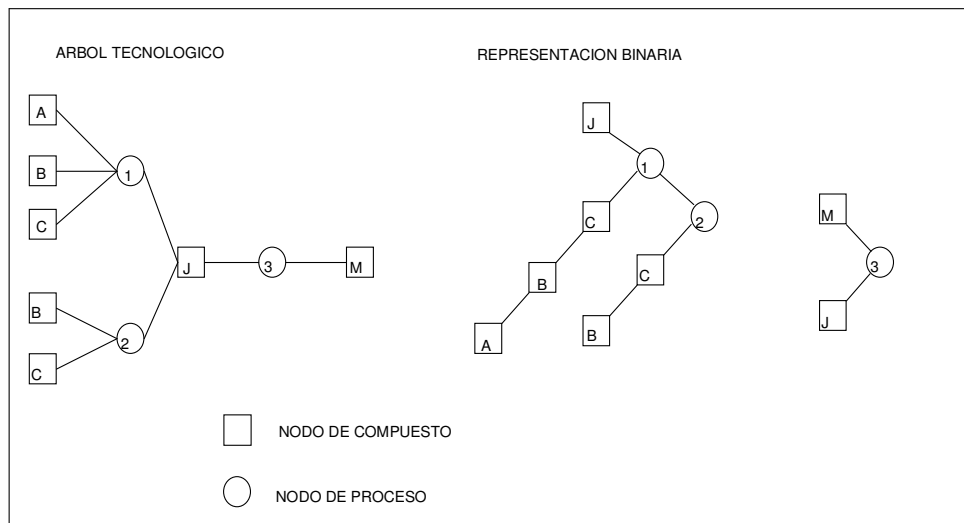 ARBOL TECNOLOGICO
REPRESENTACION BINARIA
A
B
C
1
J
3
M
B
C
2
J
1
C
2
B
C
A
B
M
3
J
NODO DE COMPUESTO
NODO DE PROCESO